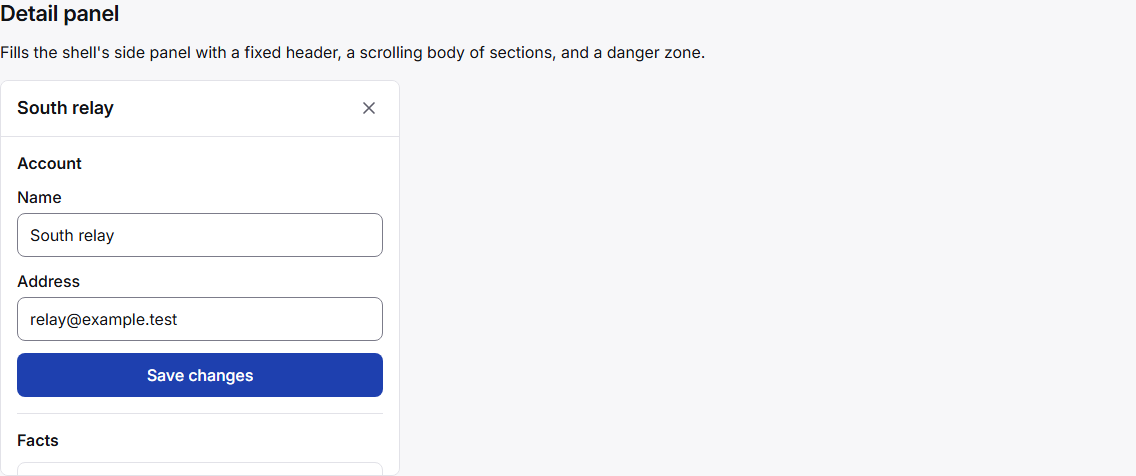 Detail panel
Fills the shell's side panel with a fixed header, a scrolling body of sections, and a danger zone.
South relay
Account
Name
South relay
Address
relay@example.test
Save changes
Facts